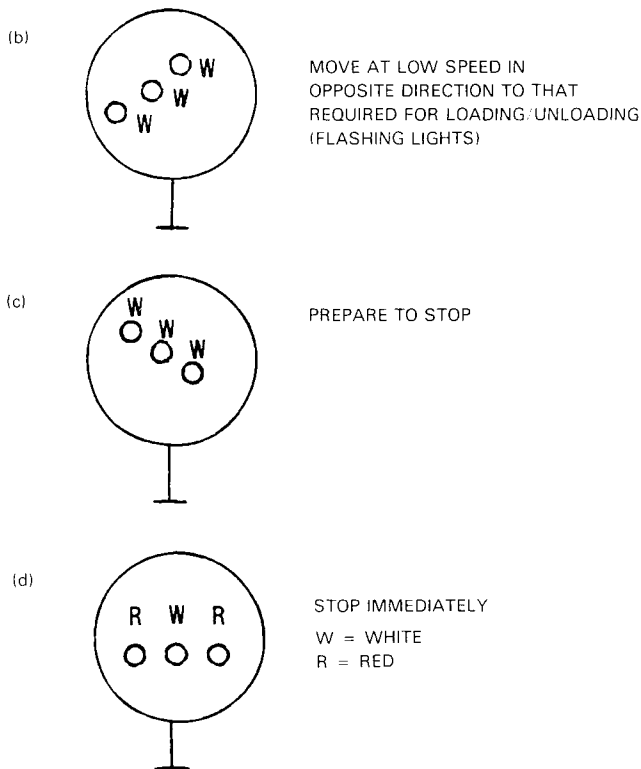 (b)
W
W
W
MOVE AT LOW SPEED IN
OPPOSITE DIRECTION TO THAT
REQUIRED FOR LOADING/UNLOADING
(FLASHING LIGHTS)
(c)
W
W
W
PREPARE TO STOP
(d)
R W R
STOP IMMEDIATELY
W = WHITE
R = RED